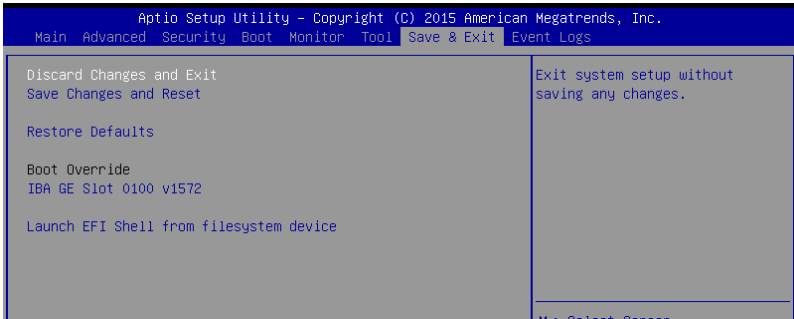 Aptio Setup Utility – Copyright (C) 2015 American Megatrends, Inc.
Main Advanced Security Boot Monitor Tool Save & Exit Event Logs
Discard Changes and Exit
Save Changes and Reset
Restore Defaults
Boot Override
IBA GE Slot 0100 v1572
Launch EFI Shell from filesystem device
Exit system setup without
saving any changes.